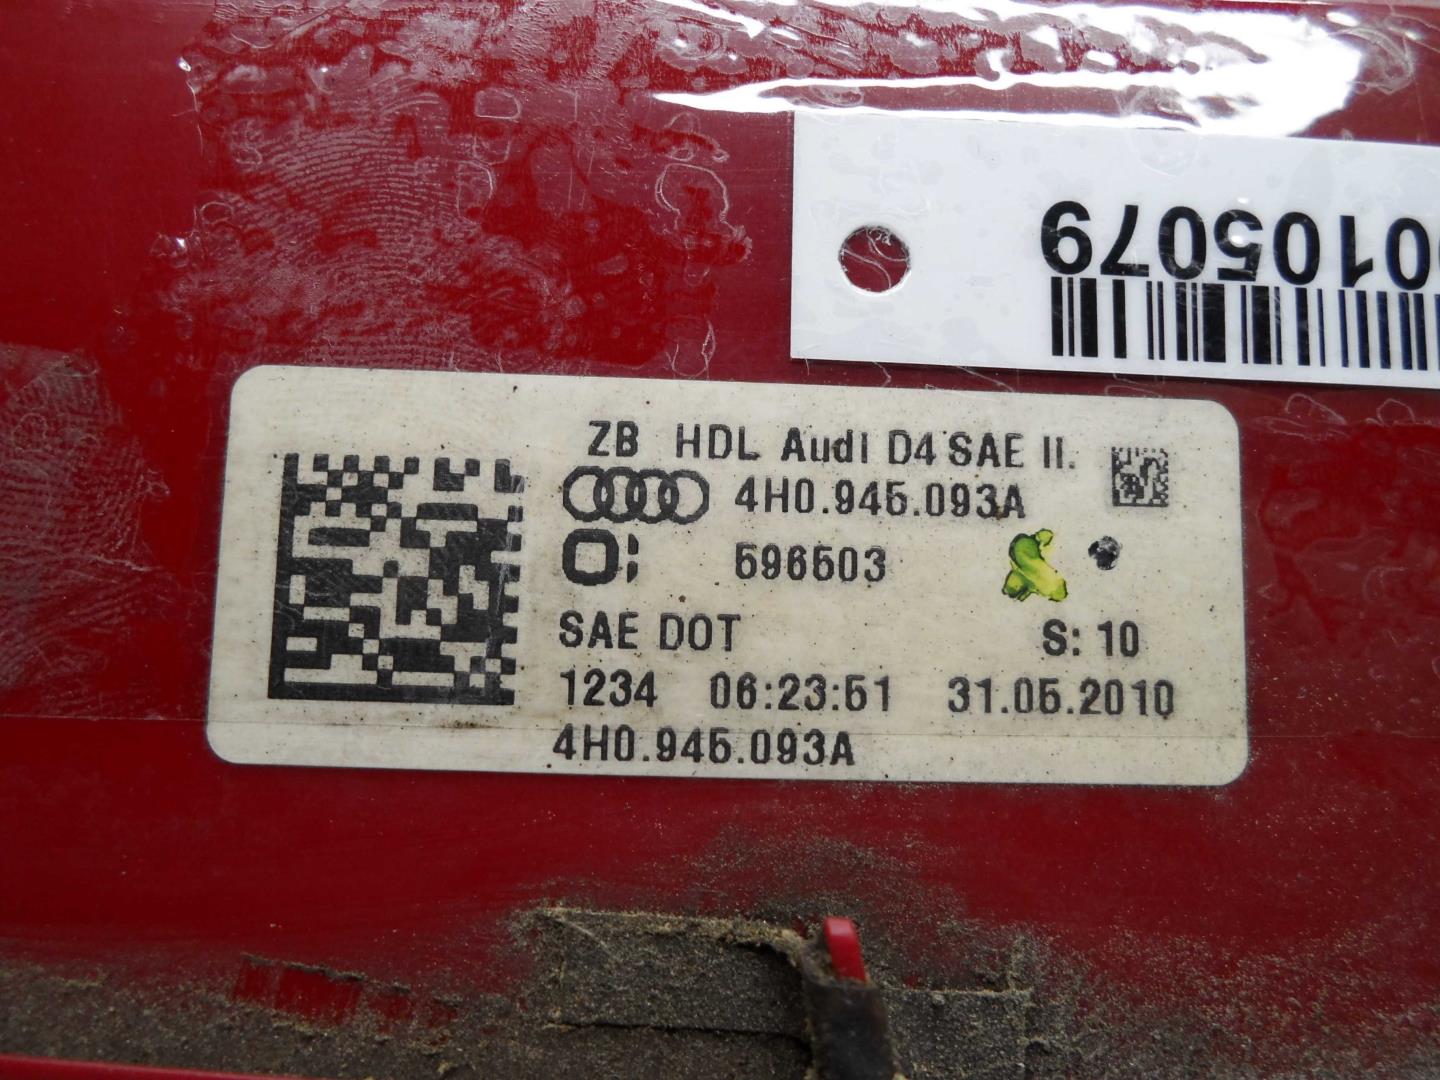 00105079
ZB HDL Audi D4 SAE II.
4H0.945.093A
O: 596503
SAE DOT S: 10
1234 06:23:51 31.05.2010
4H0.945.093A